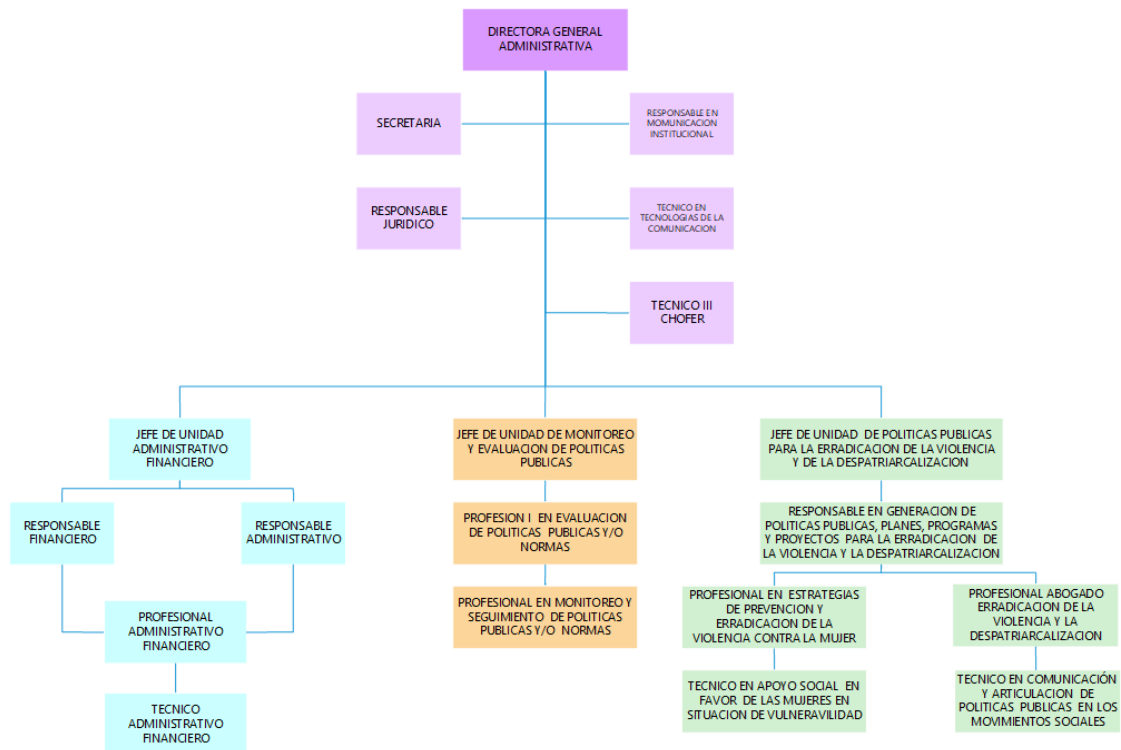 DIRECTORA GENERAL
ADMINISTRATIVA
SECRETARIA
RESPONSABLE EN
MOMUNICACION
INSTITUCIONAL
RESPONSABLE
JURIDICO
TECNICO EN
TECNOLOGIAS DE LA
COMUNICACION
TECNICO III
CHOFER
JEFE DE UNIDAD
ADMINISTRATIVO
FINANCIERO
JEFE DE UNIDAD DE MONITOREO
Y EVALUACION DE POLITICAS
PUBLICAS
JEFE DE UNIDAD DE POLITICAS PUBLICAS
PARA LA ERRADICACION DE LA VIOLENCIA
Y DE LA DESPATRIARCALIZACION
RESPONSABLE
FINANCIERO
RESPONSABLE
ADMINISTRATIVO
PROFESION I EN EVALUACION
DE POLITICAS PUBLICAS Y/O
NORMAS
RESPONSABLE EN GENERACION DE
POLITICAS PUBLICAS, PLANES, PROGRAMAS
Y PROYECTOS PARA LA ERRADICACION DE
LA VIOLENCIA Y LA DESPATRIARCALIZACION
PROFESIONAL
ADMINISTRATIVO
FINANCIERO
PROFESIONAL EN MONITOREO Y
SEGUIMIENTO DE POLITICAS
PUBLICAS Y/O NORMAS
PROFESIONAL EN ESTRATEGIAS
DE PREVENCION Y
ERRADICACION DE LA
VIOLENCIA CONTRA LA MUJER
PROFESIONAL ABOGADO
ERRADICACION DE LA
VIOLENCIA Y LA
DESPATRIARCALIZACION
TECNICO
ADMINISTRATIVO
FINANCIERO
TECNICO EN APOYO SOCIAL EN
FAVOR DE LAS MUJERES EN
SITUACION DE VULNERAVILIDAD
TECNICO EN COMUNICACIÓN
Y ARTICULACION DE
POLITICAS PUBLICAS EN LOS
MOVIMIENTOS SOCIALES